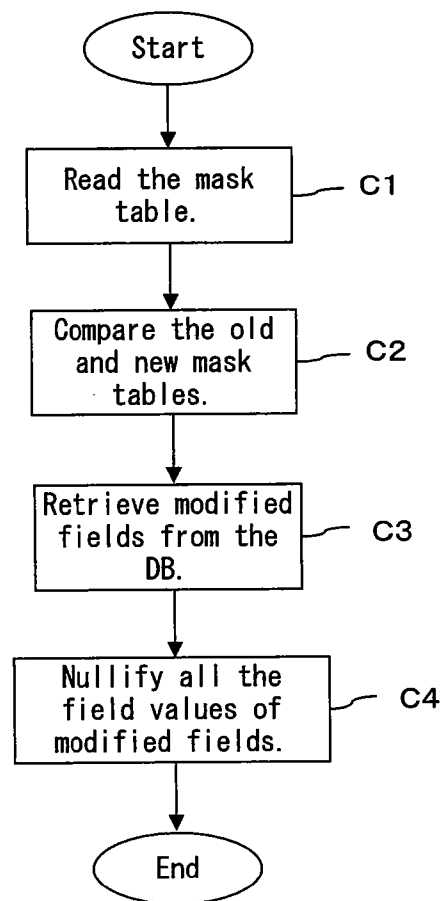 Start
Read the mask
table.
C1
Compare the old
and new mask
tables.
C2
Retrieve modified
fields from the
DB.
C3
Nullify all the
field values of
modified fields.
C4
End